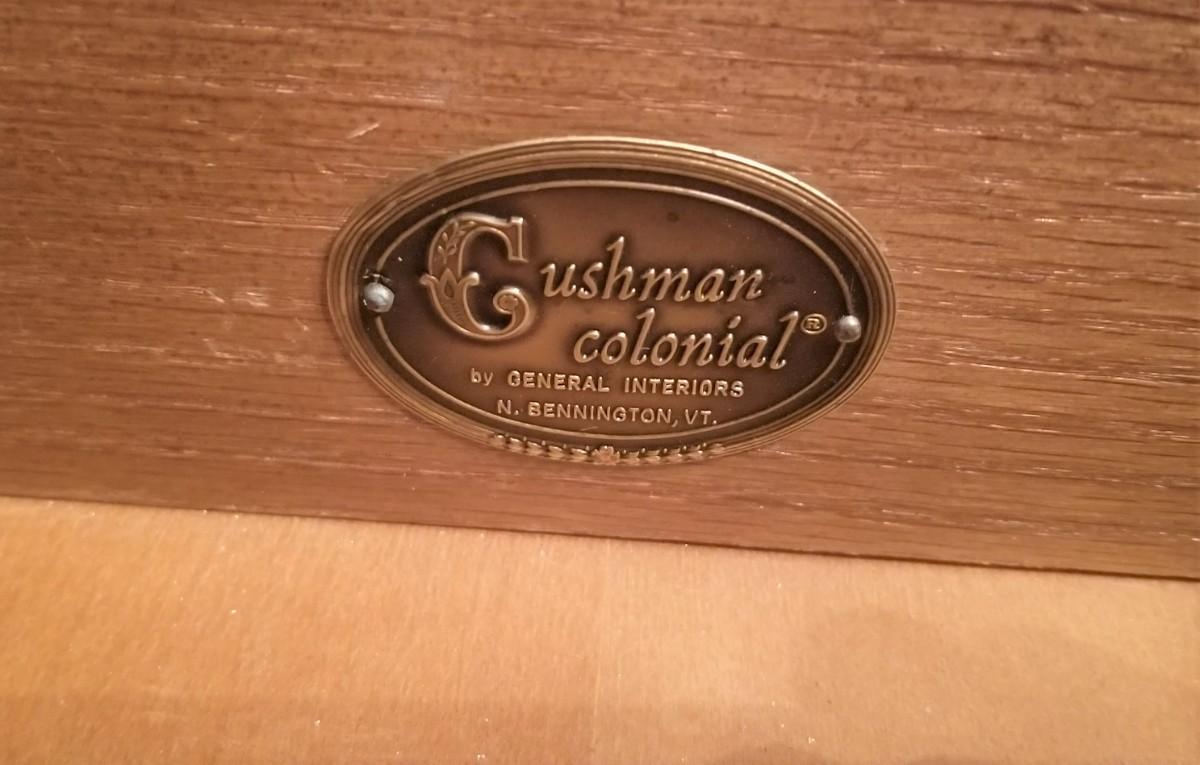 Cushman
colonial®
by GENERAL INTERIORS
N. BENNINGTON, VT.